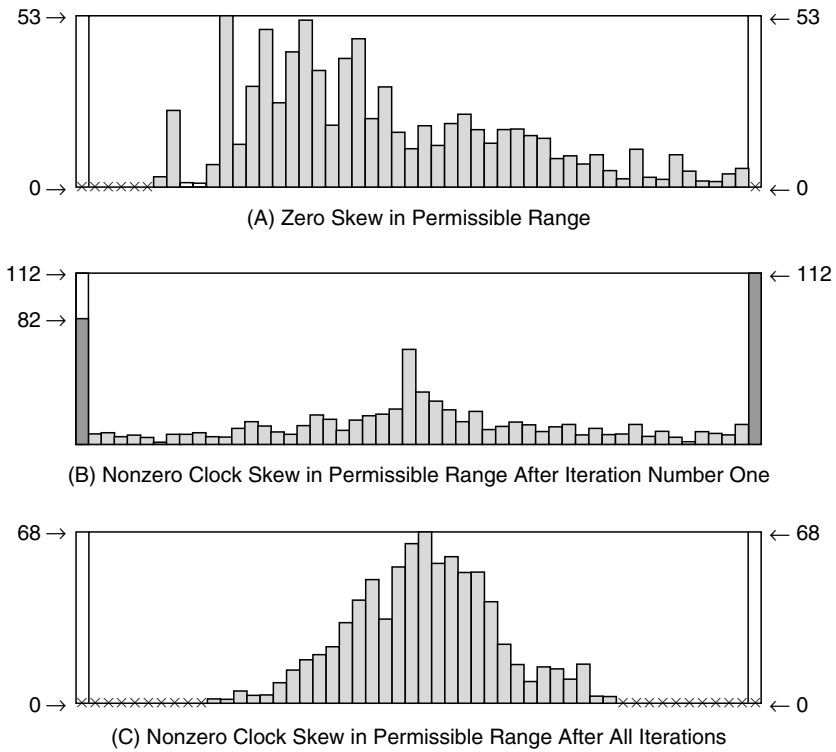 53 → ← 53
0 → ← 0
(A) Zero Skew in Permissible Range
112 → ← 112
82 →
(B) Nonzero Clock Skew in Permissible Range After Iteration Number One
68 → ← 68
0 → ← 0
(C) Nonzero Clock Skew in Permissible Range After All Iterations